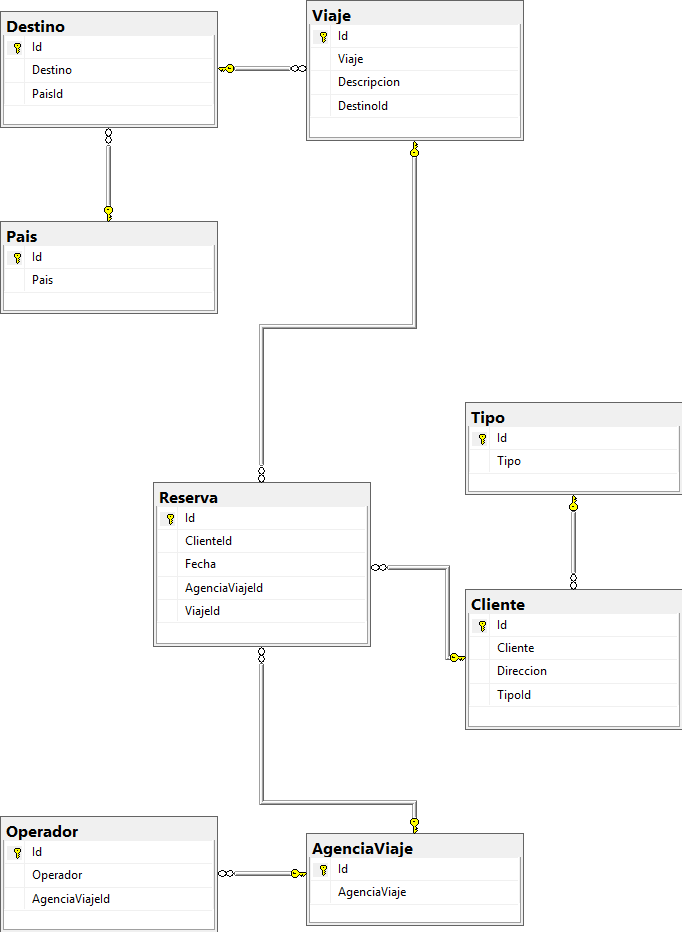 Destino
Id
Destino
PaisId
Viaje
Id
Viaje
Descripcion
DestinoId
Pais
Id
Pais
Tipo
Id
Tipo
Reserva
Id
ClienteId
Fecha
AgenciaViajeId
ViajeId
Cliente
Id
Cliente
Direccion
TipoId
Operador
Id
Operador
AgenciaViajeId
AgenciaViaje
Id
AgenciaViaje